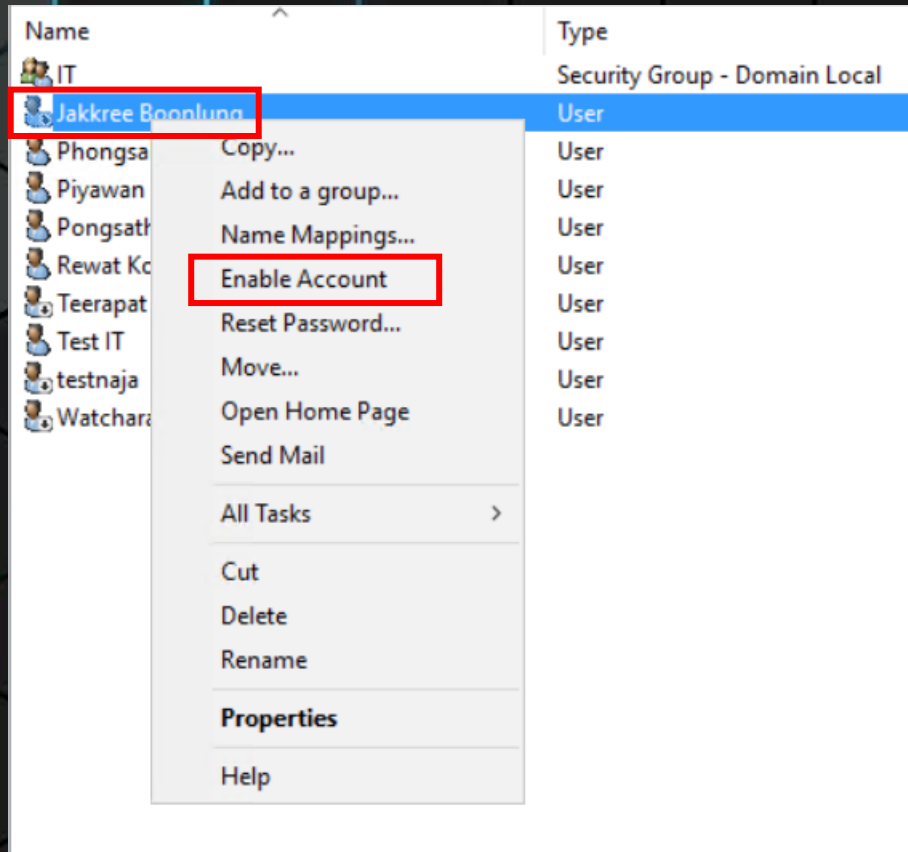 Name Type
IT Security Group - Domain Local
Jakkree Boonlung User
Phongsa User
Piyawan User
Pongsath User
Rewat Ko User
Teerapat User
Test IT User
testnaja User
Watchara User
Copy...
Add to a group...
Name Mappings...
Enable Account
Reset Password...
Move...
Open Home Page
Send Mail
All Tasks
Cut
Delete
Rename
Properties
Help